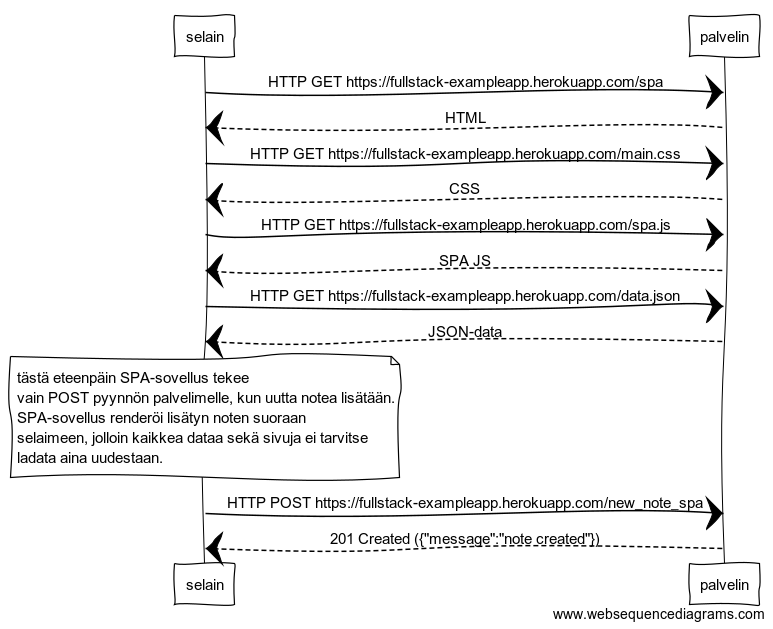 selain palvelin
HTTP GET https://fullstack-exampleapp.herokuapp.com/spa
HTML
HTTP GET https://fullstack-exampleapp.herokuapp.com/main.css
CSS
HTTP GET https://fullstack-exampleapp.herokuapp.com/spa.js
SPA JS
HTTP GET https://fullstack-exampleapp.herokuapp.com/data.json
JSON-data
tästä eteenpäin SPA-sovellus tekee
vain POST pyynnön palvelimelle, kun uutta notea lisätään.
SPA-sovellus renderöi lisätyn noten suoraan
selaimeen, jolloin kaikkea dataa sekä sivuja ei tarvitse
ladata aina uudestaan.
HTTP POST https://fullstack-exampleapp.herokuapp.com/new_note_spa
201 Created ({"message":"note created"})
selain palvelin
www.websequencediagrams.com